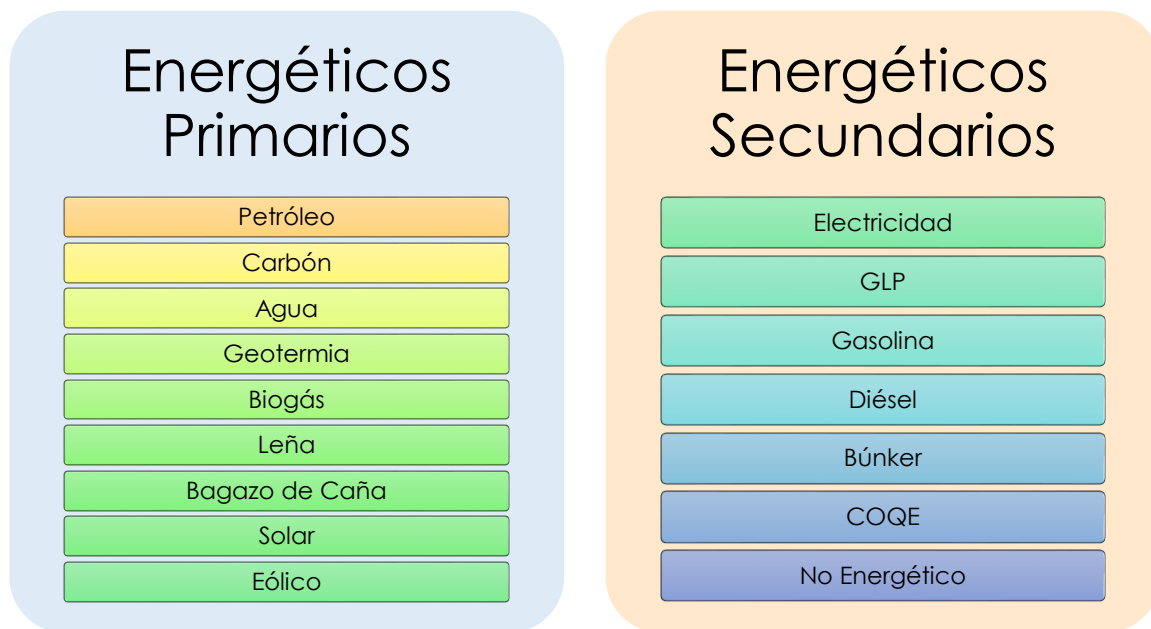 Energéticos
Primarios
Petróleo
Carbón
Agua
Geotermia
Biogás
Leña
Bagazo de Caña
Solar
Eólico
Energéticos
Secundarios
Electricidad
GLP
Gasolina
Diésel
Búnker
COQE
No Energético